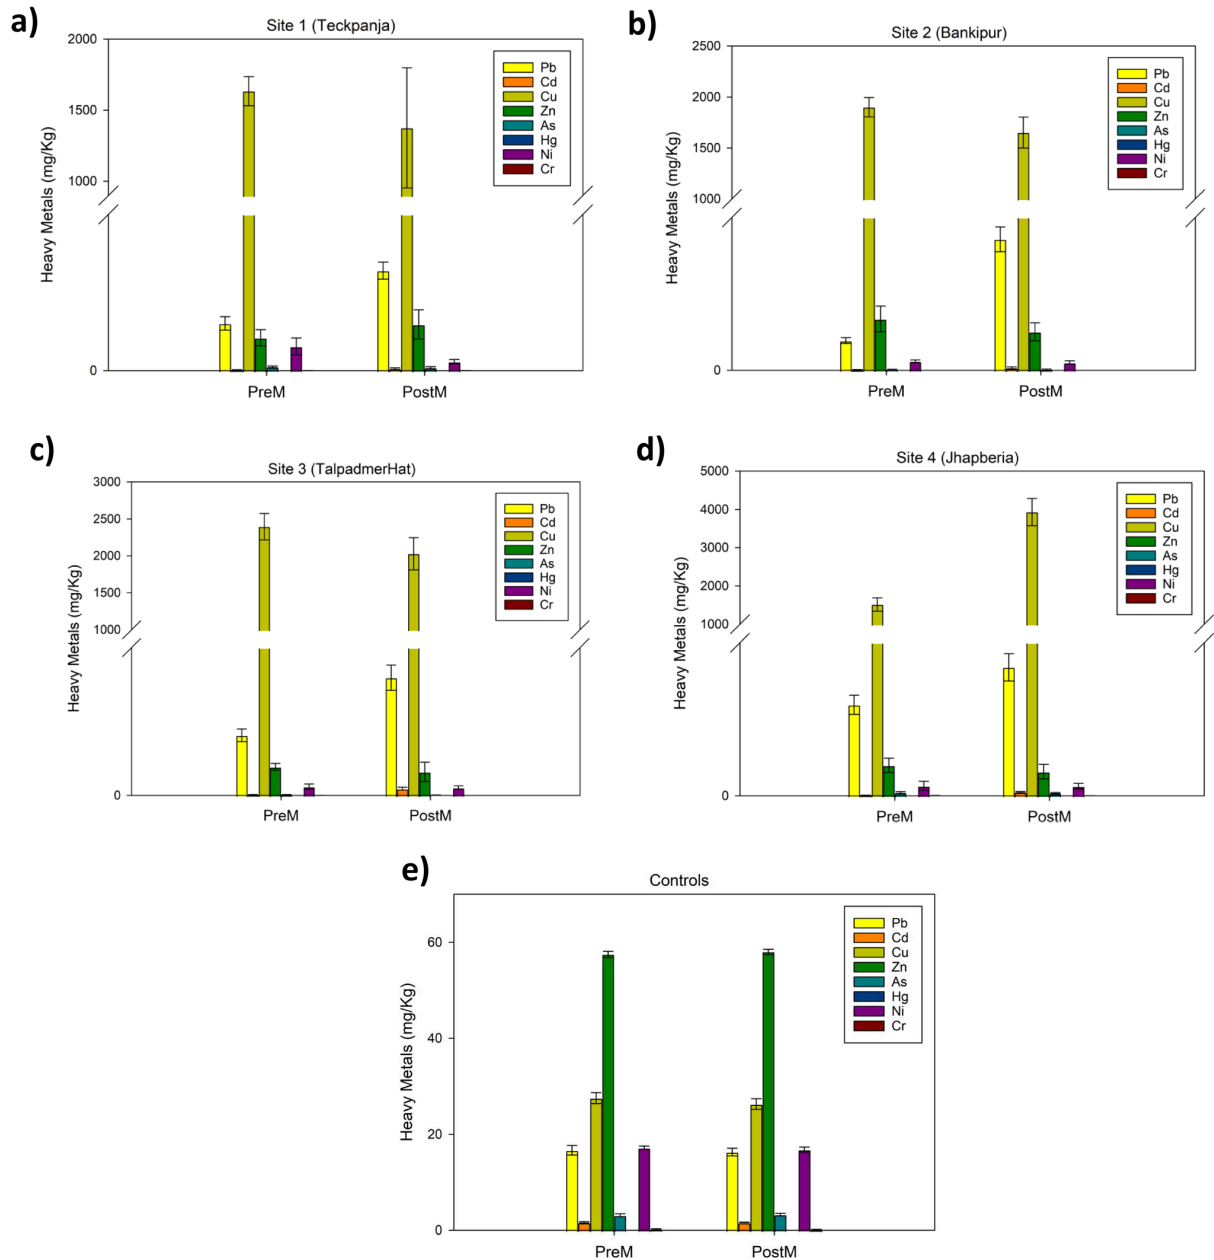 a)
Site 1 (Teckpanja)
Heavy Metals (mg/Kg)
2000
1500
1000
0
Pb
Cd
Cu
Zn
As
Hg
Ni
Cr
PreM
PostM
b)
Site 2 (Bankipur)
Heavy Metals (mg/Kg)
2500
2000
1500
1000
0
Pb
Cd
Cu
Zn
As
Hg
Ni
Cr
PreM
PostM
c)
Site 3 (TalpadmerHat)
Heavy Metals (mg/Kg)
3000
2500
2000
1500
1000
0
Pb
Cd
Cu
Zn
As
Hg
Ni
Cr
PreM
PostM
d)
Site 4 (Jhapberia)
Heavy Metals (mg/Kg)
5000
4000
3000
2000
1000
0
Pb
Cd
Cu
Zn
As
Hg
Ni
Cr
PreM
PostM
e)
Controls
Heavy Metals (mg/Kg)
60
40
20
0
Pb
Cd
Cu
Zn
As
Hg
Ni
Cr
PreM
PostM